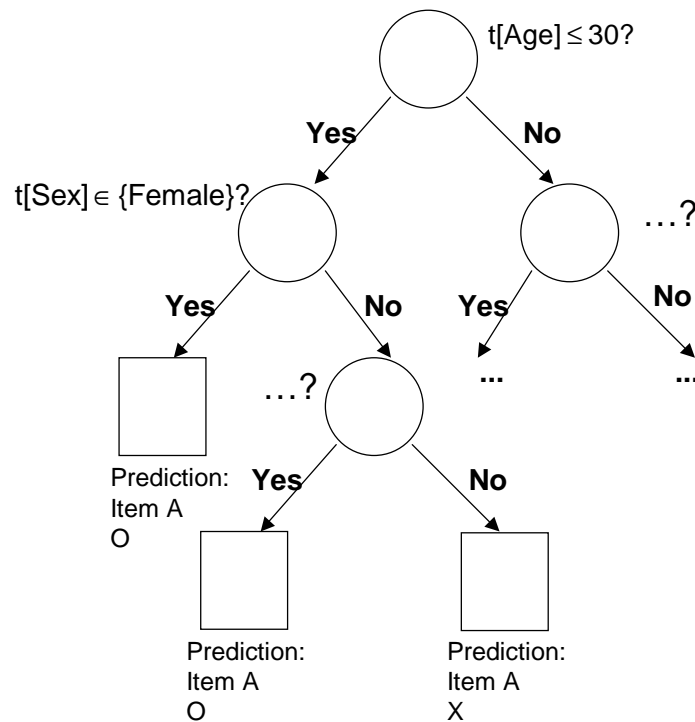 t[Age] ≤ 30?
Yes
No
t[Sex] ∈ {Female}?
…?
Yes
No
Yes
No
…?
...
...
Prediction:
Item A
O
Yes
No
Prediction:
Item A
O
Prediction:
Item A
X